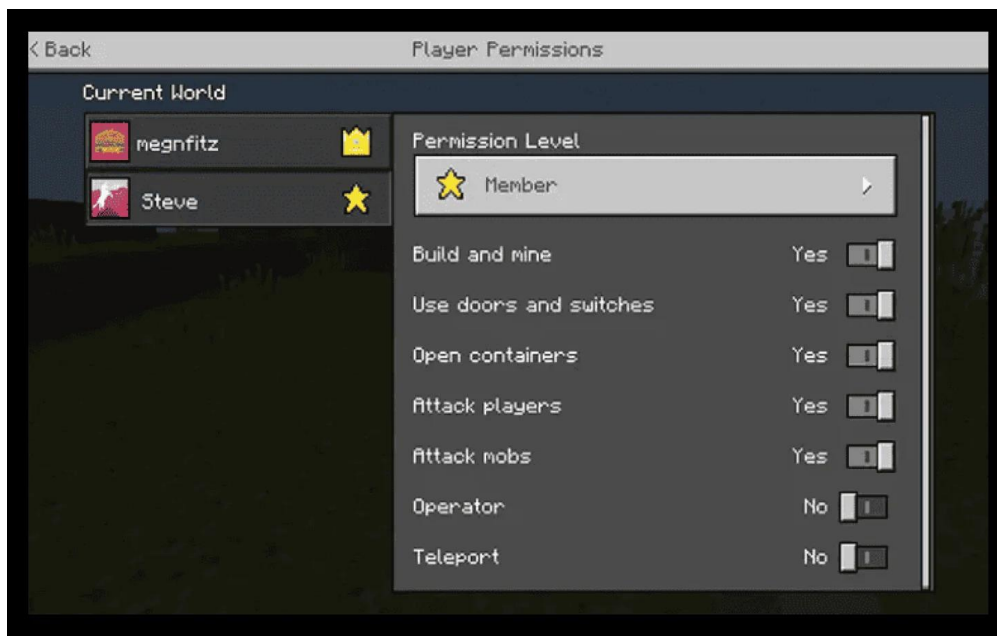 < Back
Player Permissions
Current World
megnfitz
Steve
Permission Level
Member
Build and mine Yes
Use doors and switches Yes
Open containers Yes
Attack players Yes
Attack mobs Yes
Operator No
Teleport No